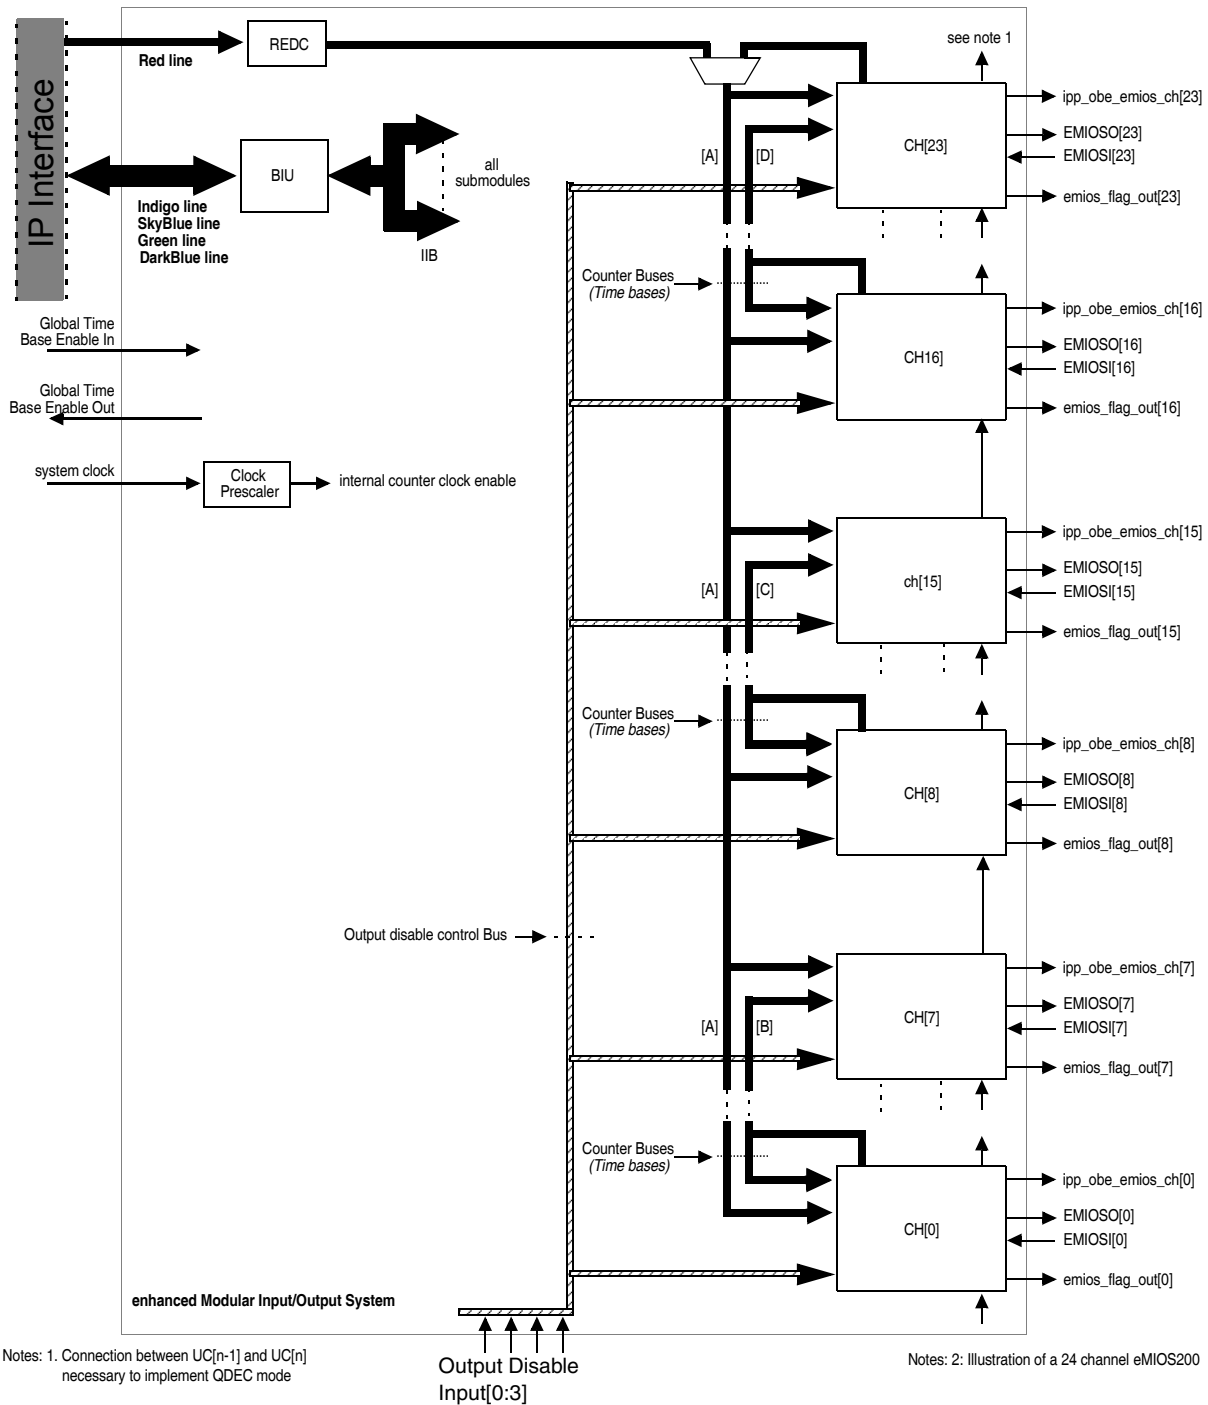 see note 1
REDC
Red line
IP Interface
ipp_obe_emios_ch[23]
EMIOSO[23]
CH[23]
EMIOSI[23]
emios_flag_out[23]
[A]
[D]
BIU
all
submodules
Indigo line
SkyBlue line
Green line
DarkBlue line
IIB
Counter Buses
(Time bases)
ipp_obe_emios_ch[16]
EMIOSO[16]
CH16]
EMIOSI[16]
emios_flag_out[16]
Global Time
Base Enable In
Global Time
Base Enable Out
system clock
Clock
Prescaler
internal counter clock enable
ipp_obe_emios_ch[15]
EMIOSO[15]
ch[15]
EMIOSI[15]
emios_flag_out[15]
[A]
[C]
Counter Buses
(Time bases)
ipp_obe_emios_ch[8]
EMIOSO[8]
CH[8]
EMIOSI[8]
emios_flag_out[8]
Output disable control Bus
ipp_obe_emios_ch[7]
EMIOSO[7]
CH[7]
EMIOSI[7]
emios_flag_out[7]
[A]
[B]
Counter Buses
(Time bases)
ipp_obe_emios_ch[0]
EMIOSO[0]
CH[0]
EMIOSI[0]
emios_flag_out[0]
enhanced Modular Input/Output System
Notes: 1. Connection between UC[n-1] and UC[n]
necessary to implement QDEC mode
Output Disable
Input[0:3]
Notes: 2: Illustration of a 24 channel eMIOS200